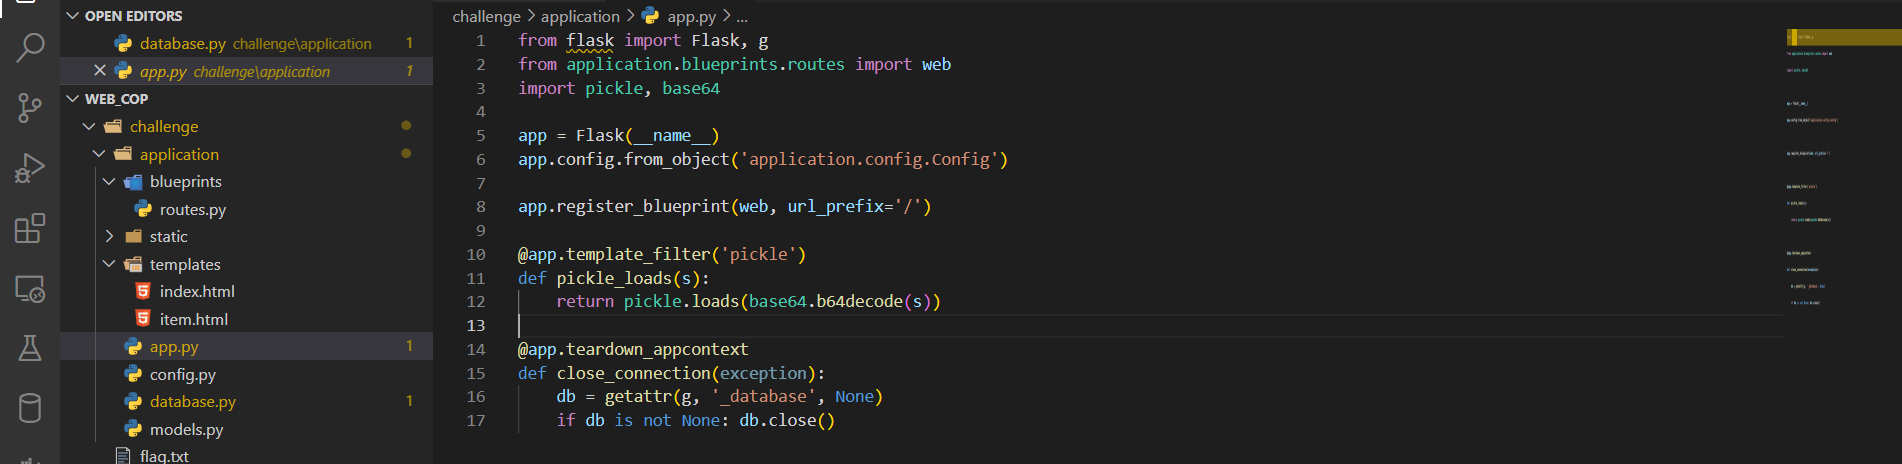 OPEN EDITORS
database.py challenge\application 1
app.py challenge\application 1
WEB_COP
challenge
application
blueprints
routes.py
static
templates
index.html
item.html
app.py 1
config.py
database.py 1
models.py
flag.txt
challenge > application > app.py > ...
1 from flask import Flask, g
2 from application.blueprints.routes import web
3 import pickle, base64
4
5 app = Flask(__name__)
6 app.config.from_object('application.config.Config')
7
8 app.register_blueprint(web, url_prefix='/')
9
10 @app.template_filter('pickle')
11 def pickle_loads(s):
12     return pickle.loads(base64.b64decode(s))
13
14 @app.teardown_appcontext
15 def close_connection(exception):
16     db = getattr(g, '_database', None)
17     if db is not None: db.close()